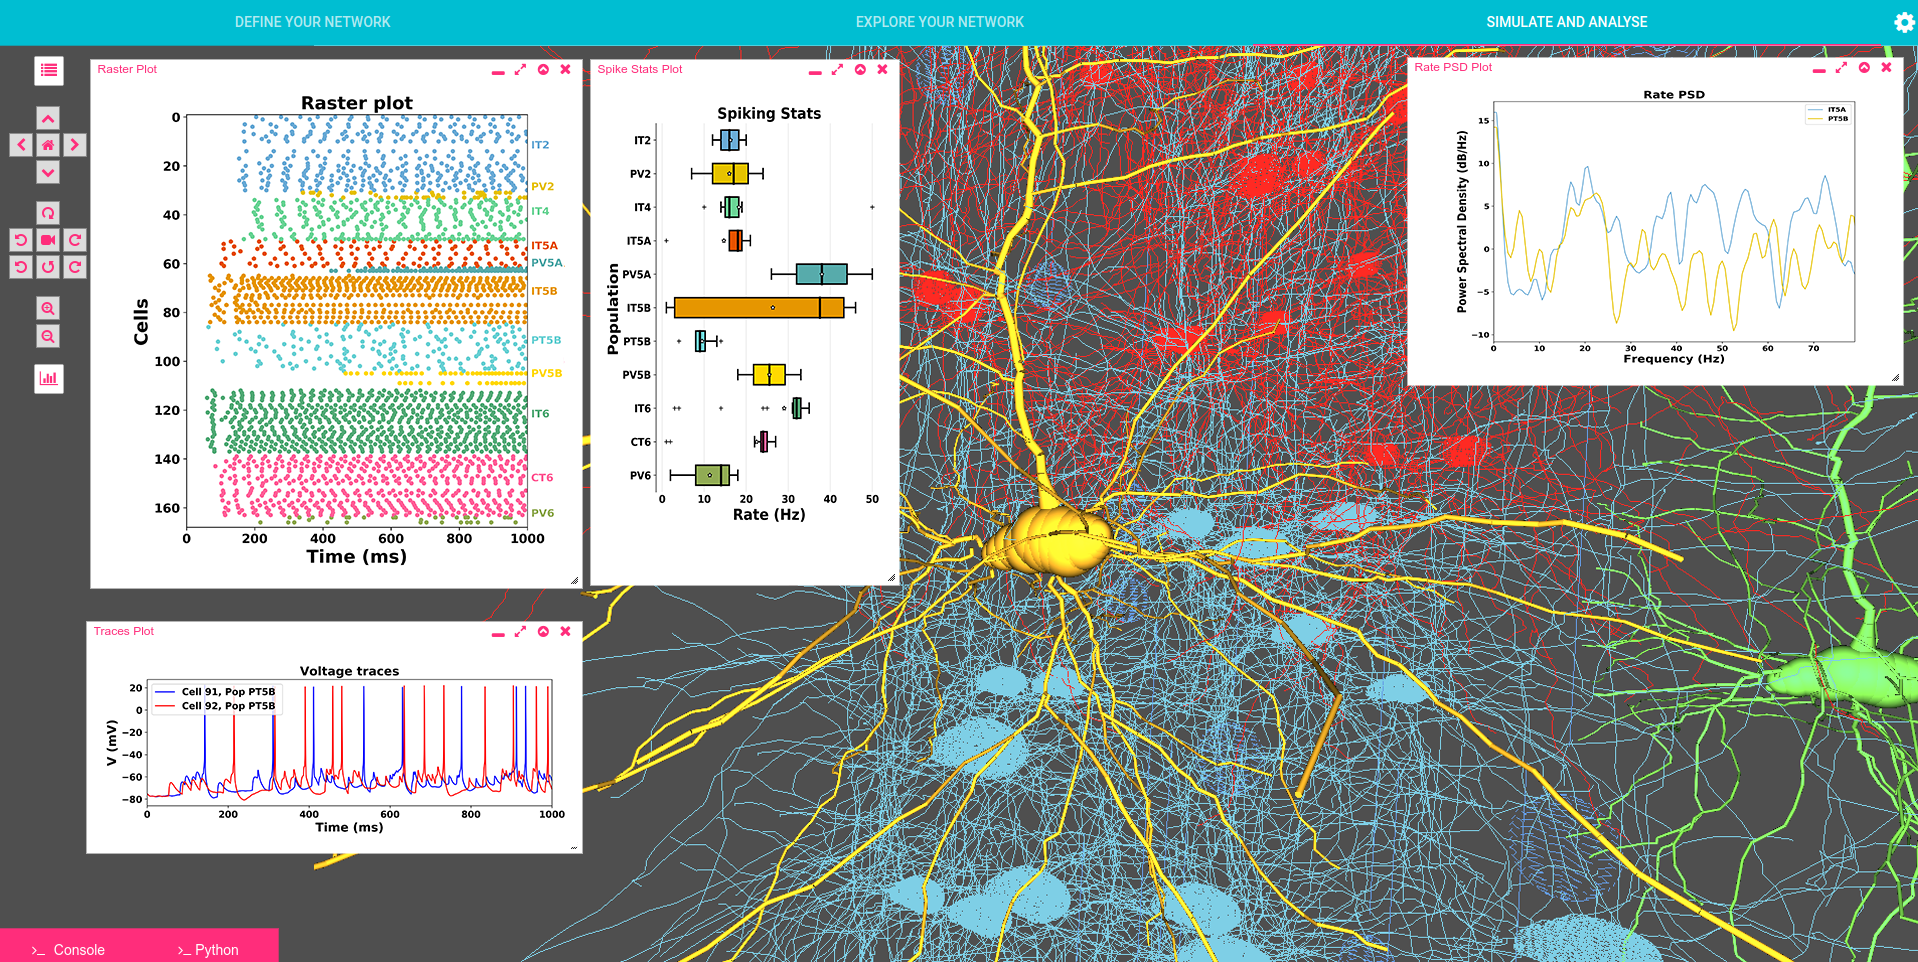 DEFINE YOUR NETWORK
EXPLORE YOUR NETWORK
SIMULATE AND ANALYSE
Raster Plot
Raster plot
0
20
40
60
80
100
120
140
160
Cells
IT2
PV2
IT4
IT5A
PV5A
IT5B
PT5B
PV5B
IT6
CT6
PV6
0 200 400 600 800 1000
Time (ms)
Spike Stats Plot
Spiking Stats
Population
IT2
PV2
IT4
IT5A
PV5A
IT5B
PT5B
PV5B
IT6
CT6
PV6
0 10 20 30 40 50
Rate (Hz)
Rate PSD Plot
Rate PSD
IT5A
PT5B
Power Spectral Density (dB/Hz)
15
10
5
0
−5
−10
0 10 20 30 40 50 60 70
Frequency (Hz)
Traces Plot
Voltage traces
Cell 91, Pop PT5B
Cell 92, Pop PT5B
V (mV)
20
0
−20
−40
−60
−80
0 200 400 600 800 1000
Time (ms)
>_ Console
>_ Python